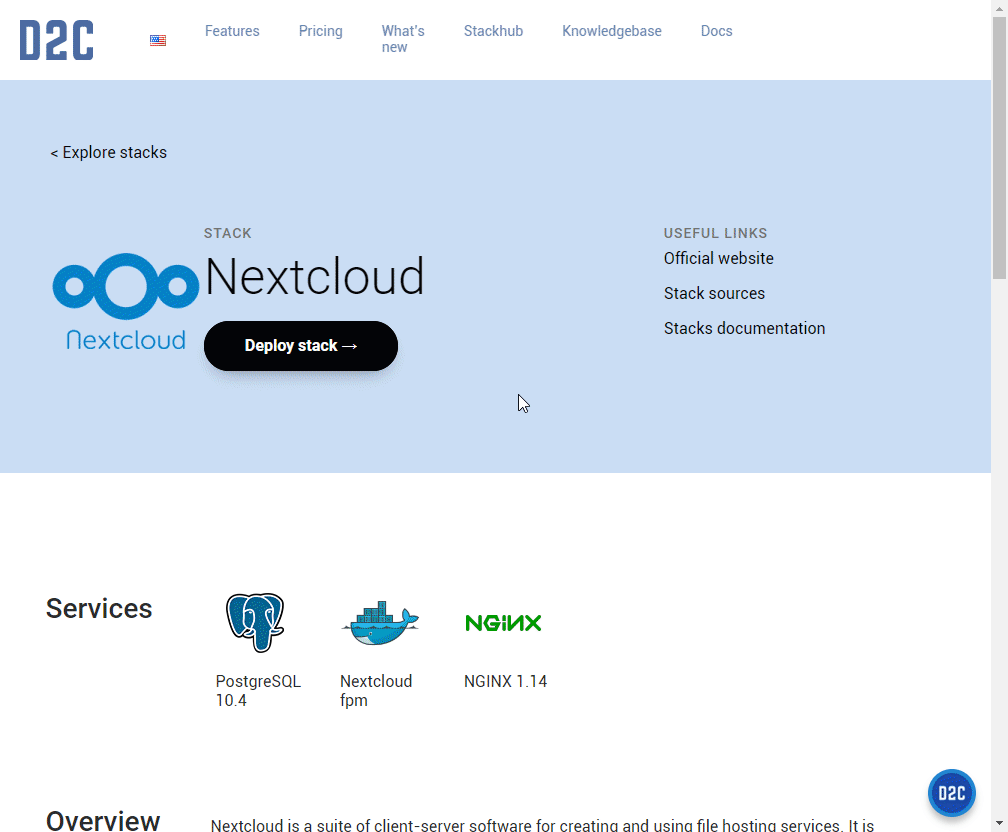 D2C
Features
Pricing
What's
new
Stackhub
Knowledgebase
Docs
< Explore stacks
STACK
Nextcloud
Nextcloud
Deploy stack →
USEFUL LINKS
Official website
Stack sources
Stacks documentation
Services
NGINX
PostgreSQL
10.4
Nextcloud
fpm
NGINX 1.14
D2C
Overview
Nextcloud is a suite of client-server software for creating and using file hosting services. It is